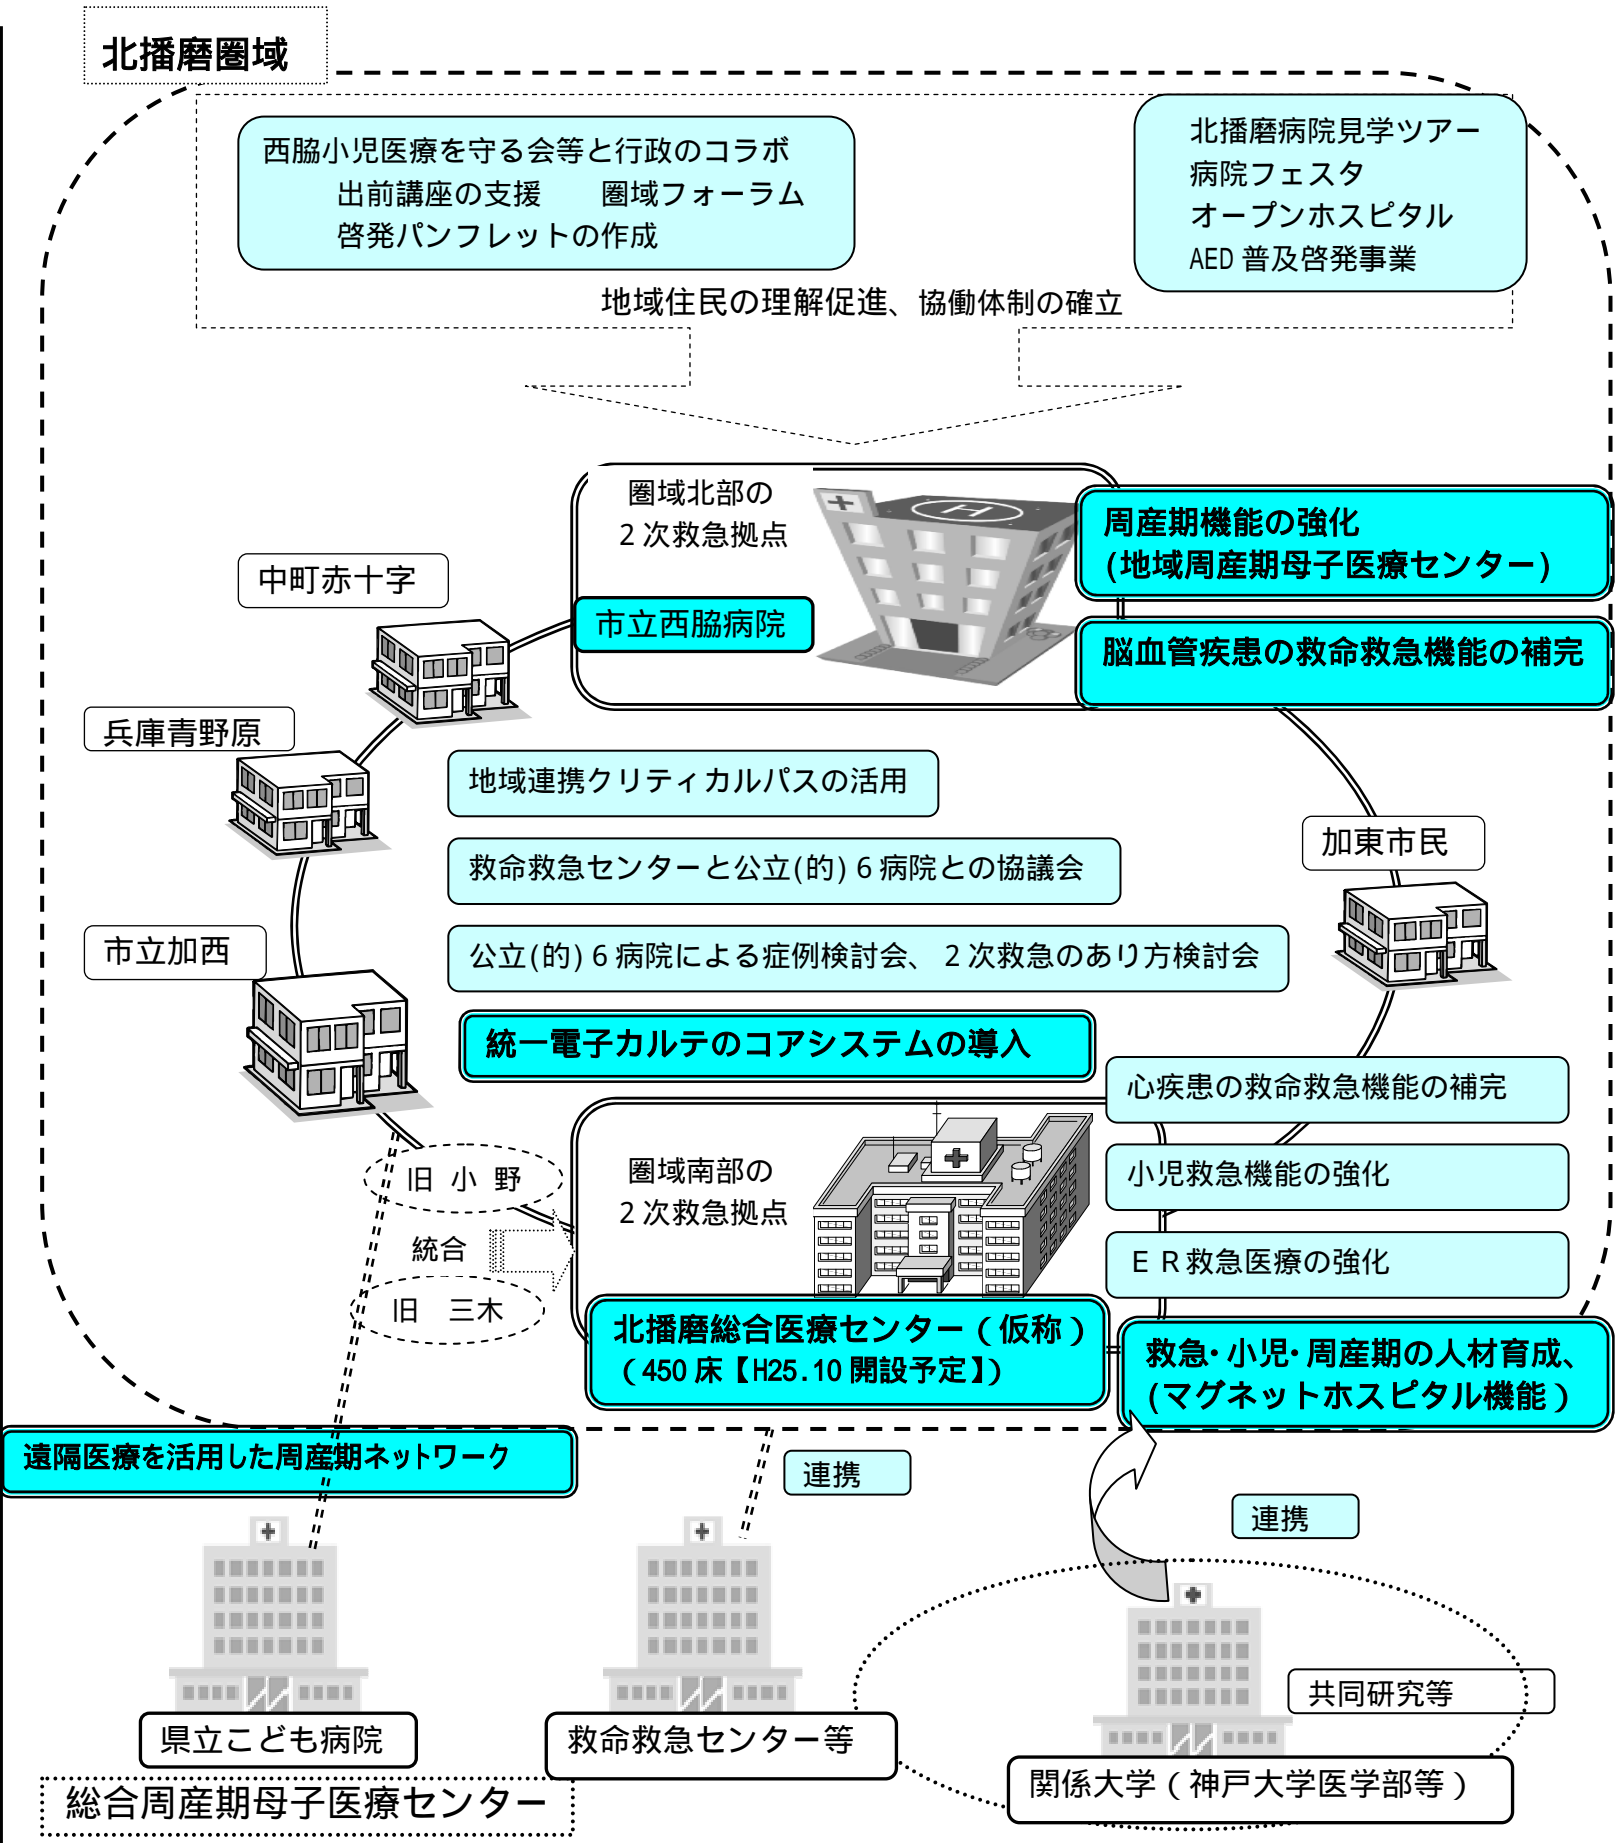 北播磨圏域
西脇小児医療を守る会等と行政のコラボ
出前講座の支援　　圏域フォーラム
啓発パンフレットの作成
北播磨病院見学ツアー
病院フェスタ
オープンホスピタル
AED 普及啓発事業
地域住民の理解促進、協働体制の確立
圏域北部の
２次救急拠点
H
市立西脇病院
周産期機能の強化
(地域周産期母子医療センター)
脳血管疾患の救命救急機能の補完
中町赤十字
兵庫青野原
地域連携クリティカルパスの活用
加東市民
救命救急センターと公立(的)６病院との協議会
市立加西
公立(的)６病院による症例検討会、２次救急のあり方検討会
統一電子カルテのコアシステムの導入
心疾患の救命救急機能の補完
旧 小 野
圏域南部の
２次救急拠点
小児救急機能の強化
統合
ＥＲ救急医療の強化
旧　三木
北播磨総合医療センター（仮称）
（450 床【H25.10 開設予定】）
救急・小児・周産期の人材育成、
(マグネットホスピタル機能）
遠隔医療を活用した周産期ネットワーク
連携
連携
共同研究等
県立こども病院
救命救急センター等
関係大学（神戸大学医学部等）
総合周産期母子医療センター